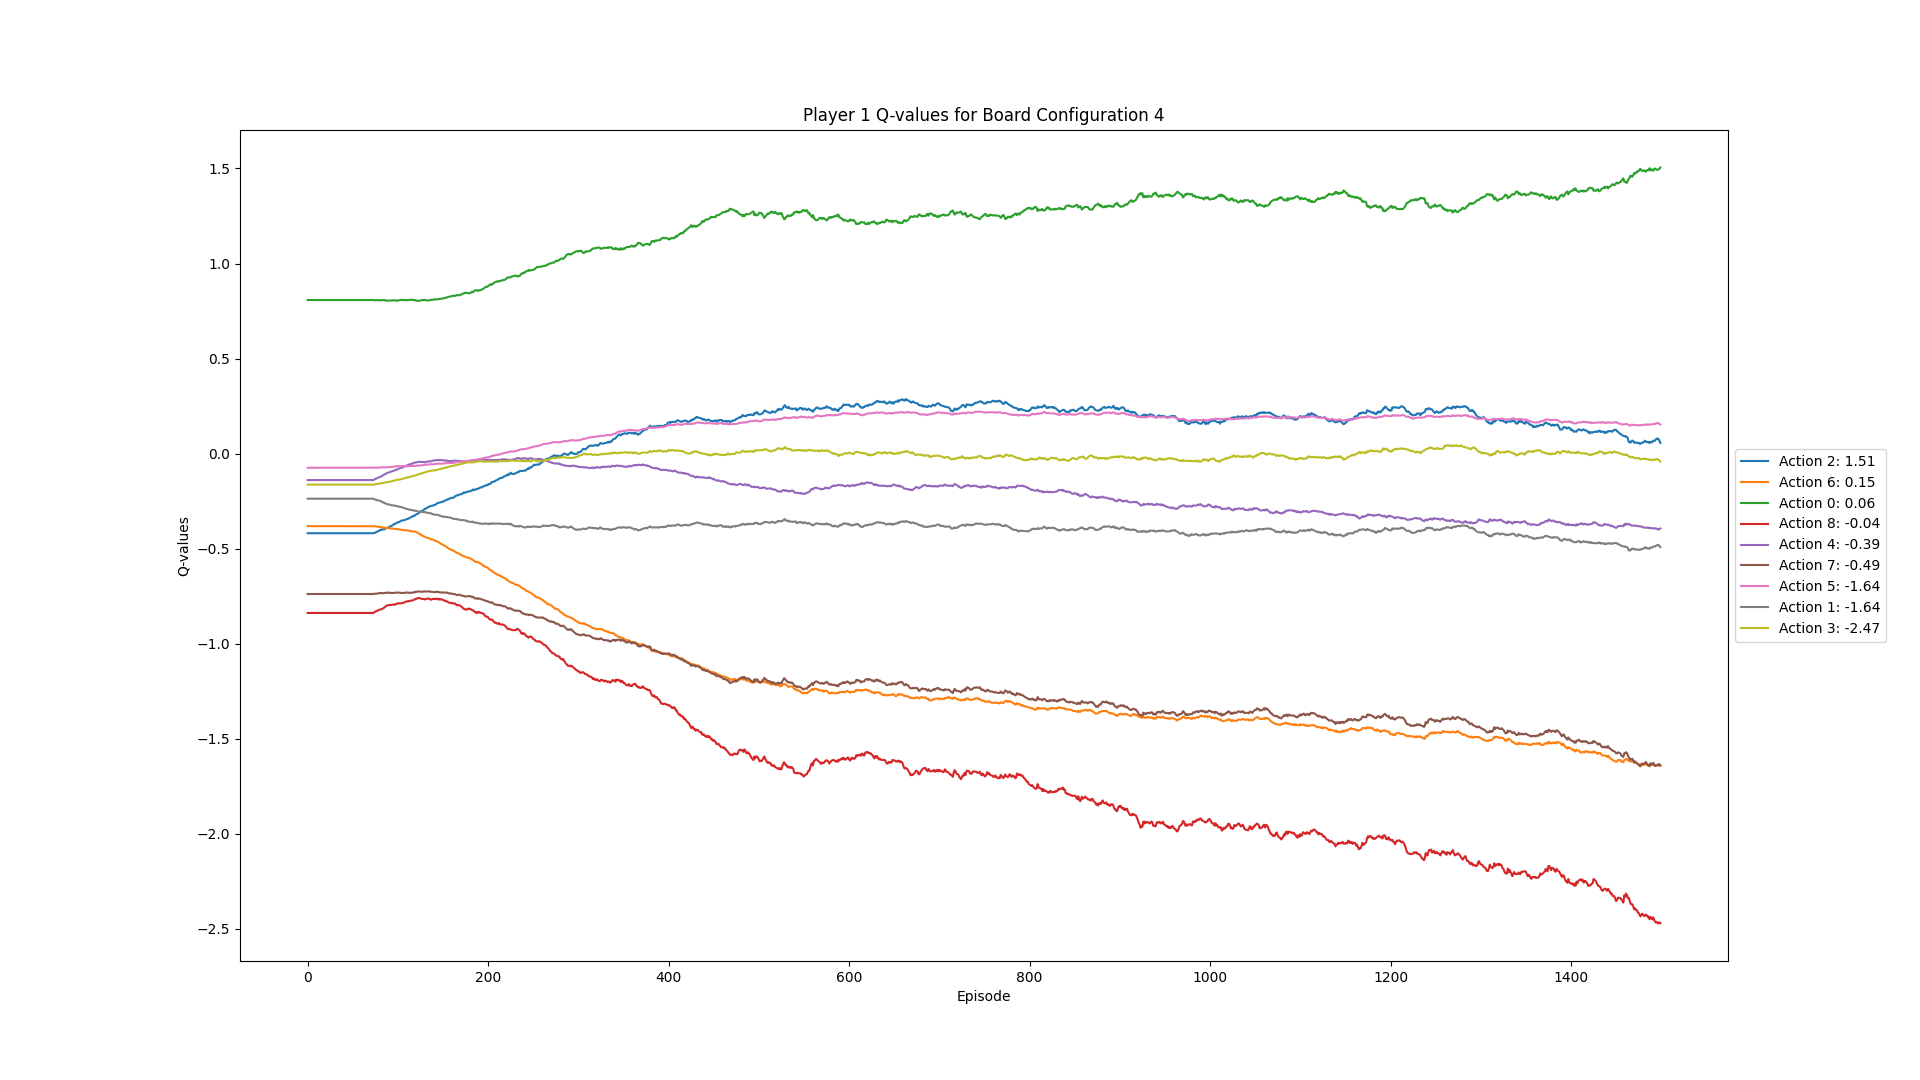 Player 1 Q-values for Board Configuration 4
1.5
1.0
0.5
0.0
−0.5
−1.0
−1.5
−2.0
−2.5
Q-values
0 200 400 600 800 1000 1200 1400
Episode
Action 2: 1.51
Action 6: 0.15
Action 0: 0.06
Action 8: -0.04
Action 4: -0.39
Action 7: -0.49
Action 5: -1.64
Action 1: -1.64
Action 3: -2.47